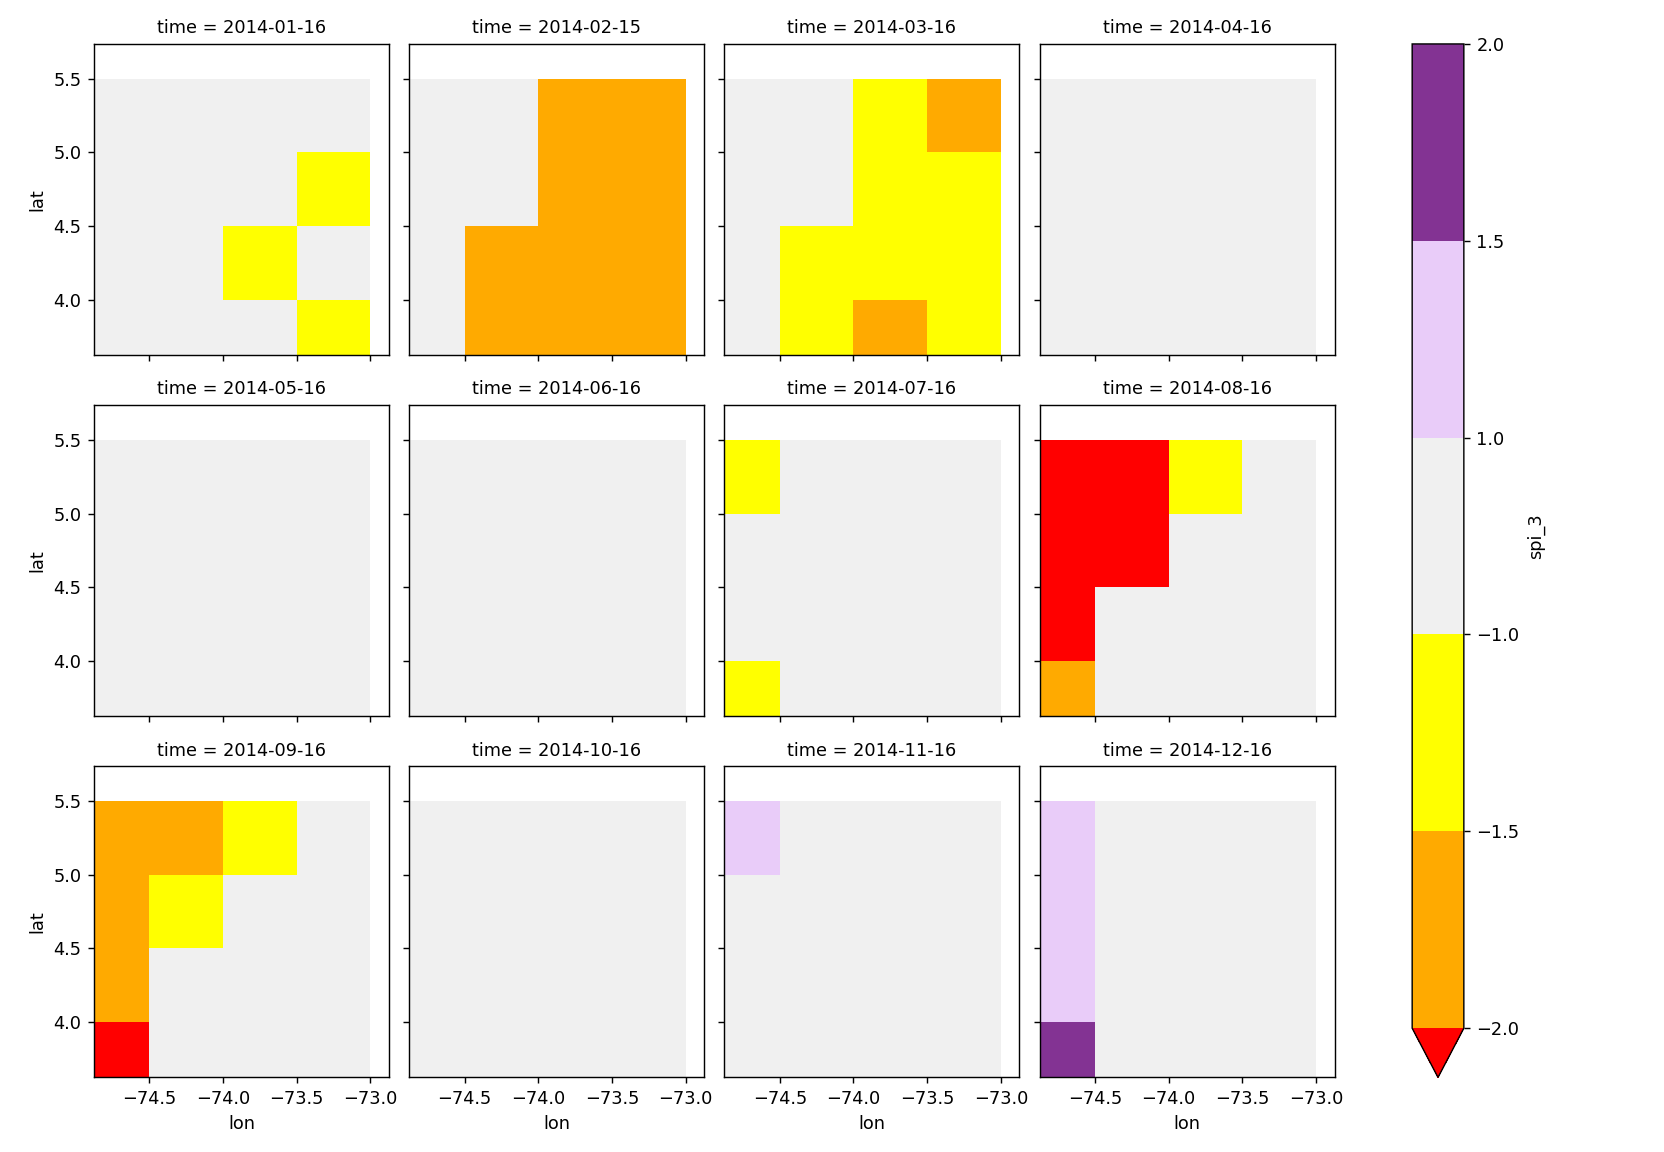 time = 2014-01-16
time = 2014-02-15
time = 2014-03-16
time = 2014-04-16
5.5
5.0
4.5
4.0
lat
time = 2014-05-16
time = 2014-06-16
time = 2014-07-16
time = 2014-08-16
5.5
5.0
4.5
4.0
lat
time = 2014-09-16
time = 2014-10-16
time = 2014-11-16
time = 2014-12-16
5.5
5.0
4.5
4.0
lat
−74.5 −74.0 −73.5 −73.0
lon
−74.5 −74.0 −73.5 −73.0
lon
−74.5 −74.0 −73.5 −73.0
lon
−74.5 −74.0 −73.5 −73.0
lon
2.0
1.5
1.0
−1.0
−1.5
−2.0
spi_3